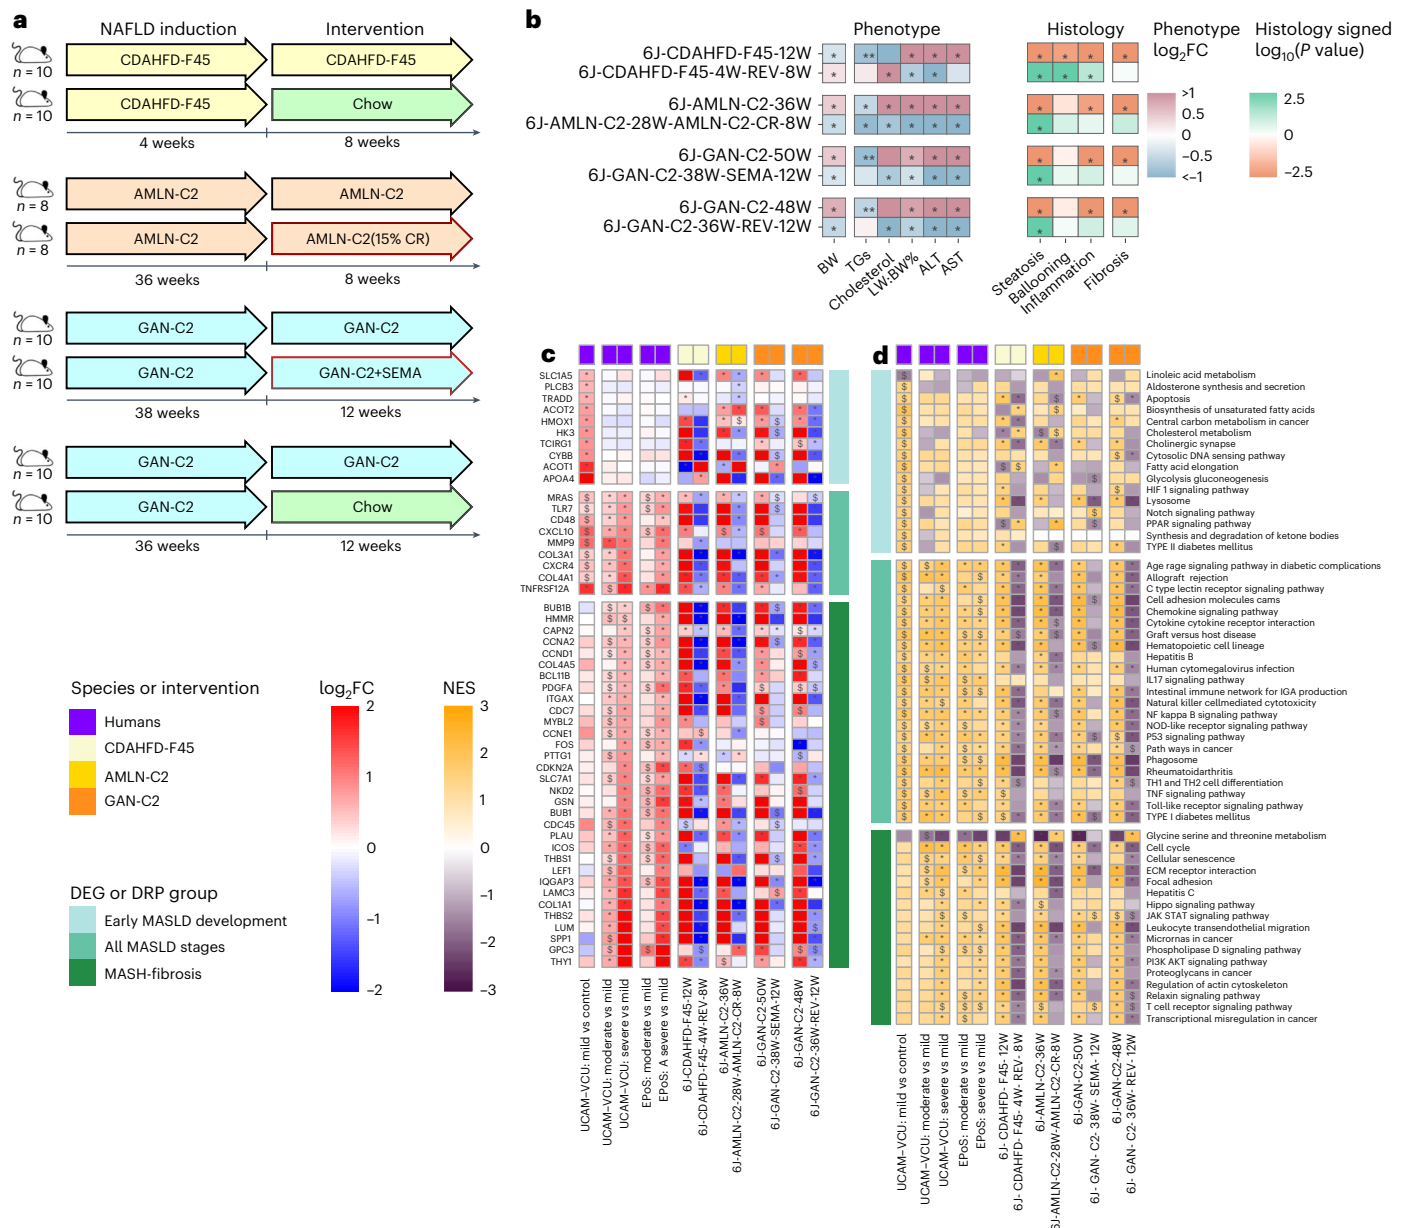 a
NAFLD induction
Intervention
n = 10
CDAHFD-F45
CDAHFD-F45
n = 10
CDAHFD-F45
Chow
4 weeks
8 weeks
n = 8
AMLN-C2
AMLN-C2
n = 8
AMLN-C2
AMLN-C2(15% CR)
36 weeks
8 weeks
n = 10
GAN-C2
GAN-C2
n = 10
GAN-C2
GAN-C2+SEMA
38 weeks
12 weeks
n = 10
GAN-C2
GAN-C2
n = 10
GAN-C2
Chow
36 weeks
12 weeks
Species or intervention
Humans
CDAHFD-F45
AMLN-C2
GAN-C2
DEG or DRP group
Early MASLD development
All MASLD stages
MASH-fibrosis
log2FC
2
1
0
−1
−2
NES
3
2
1
0
−1
−2
−3
b
Phenotype
Histology
6J-CDAHFD-F45-12W
6J-CDAHFD-F45-4W-REV-8W
6J-AMLN-C2-36W
6J-AMLN-C2-28W-AMLN-C2-CR-8W
6J-GAN-C2-50W
6J-GAN-C2-38W-SEMA-12W
6J-GAN-C2-48W
6J-GAN-C2-36W-REV-12W
BW
TGs
Cholesterol
LW:BW%
ALT
AST
Steatosis
Ballooning
Inflammation
Fibrosis
Phenotype
log2FC
>1
0.5
0
−0.5
<−1
Histology signed
log10(P value)
2.5
0
−2.5
c
SLC1A5
PLCB3
TRADD
ACOT2
HMOX1
HK3
TCIRG1
CYBB
ACOT1
APOA4
MRAS
TLR7
CD48
CXCL10
MMP9
COL3A1
CXCR4
COL4A1
TNFRSF12A
BUB1B
HMMR
CAPN2
CCNA2
CCND1
COL4A5
BCL11B
PDGFA
ITGAX
CDC7
MYBL2
CCNE1
FOS
PTTG1
CDKN2A
SLC7A1
NKD2
GSN
BUB1
CDC45
PLAU
ICOS
THBS1
LEF1
IQGAP3
LAMC3
COL1A1
THBS2
LUM
SPP1
GPC3
THY1
UCAM–VCU: mild vs control
UCAM–VCU: moderate vs mild
UCAM–VCU: severe vs mild
EPoS: moderate vs mild
EPoS: A severe vs mild
6J-CDAHFD-F45-12W
6J-CDAHFD-F45-4W-REV-8W
6J-AMLN-C2-36W
6J-AMLN-C2-28W-AMLN-C2-CR-8W
6J-GAN-C2-50W
6J-GAN-C2-38W-SEMA-12W
6J-GAN-C2-48W
6J-GAN-C2-36W-REV-12W
d
Linoleic acid metabolism
Aldosterone synthesis and secretion
Apoptosis
Biosynthesis of unsaturated fatty acids
Central carbon metabolism in cancer
Cholesterol metabolism
Cholinergic synapse
Cytosolic DNA sensing pathway
Fatty acid elongation
Glycolysis gluconeogenesis
HIF 1 signaling pathway
Lysosome
Notch signaling pathway
PPAR signaling pathway
Synthesis and degradation of ketone bodies
TYPE II diabetes mellitus
Age rage signaling pathway in diabetic complications
Allograft rejection
C type lectin receptor signaling pathway
Cell adhesion molecules cams
Chemokine signaling pathway
Cytokine cytokine receptor interaction
Graft versus host disease
Hematopoietic cell lineage
Hepatitis B
Human cytomegalovirus infection
IL17 signaling pathway
Intestinal immune network for IGA production
Natural killer cellmediated cytotoxicity
NF kappa B signaling pathway
NOD-like receptor signaling pathway
P53 signaling pathway
Path ways in cancer
Phagosome
Rheumatoidarthritis
TH1 and TH2 cell differentiation
TNF signaling pathway
Toll-like receptor signaling pathway
TYPE I diabetes mellitus
Glycine serine and threonine metabolism
Cell cycle
Cellular senescence
ECM receptor interaction
Focal adhesion
Hepatitis C
Hippo signaling pathway
JAK STAT signaling pathway
Leukocyte transendothelial migration
Micrornas in cancer
Phospholipase D signaling pathway
PI3K AKT signaling pathway
Proteoglycans in cancer
Regulation of actin cytoskeleton
Relaxin signaling pathway
T cell receptor signaling pathway
Transcriptional misregulation in cancer
UCAM–VCU: mild vs control
UCAM–VCU: moderate vs mild
UCAM–VCU: severe vs mild
EPoS: moderate vs mild
EPoS: severe vs mild
6J- CDAHFD- F45- 12W
6J- CDAHFD- F45- 4W- REV- 8W
6J-AMLN-C2-36W
6J-AMLN-C2-28W-AMLN-C2-CR-8W
6J-GAN-C2-50W
6J- GAN- C2- 38W- SEMA- 12W
6J-GAN-C2-48W
6J- GAN- C2- 36W- REV- 12W